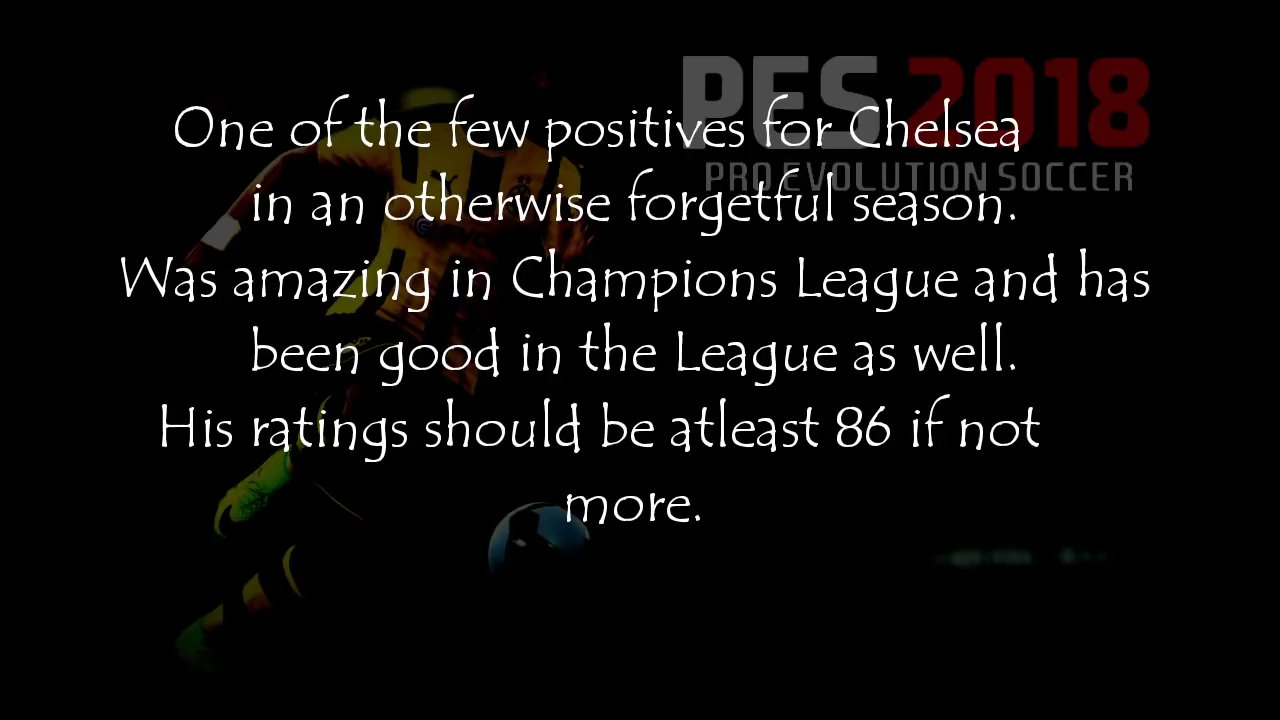 PES 2018
PRO EVOLUTION SOCCER
One of the few positives for Chelsea
in an otherwise forgetful season.
Was amazing in Champions League and has
been good in the League as well.
His ratings should be atleast 86 if not
more.